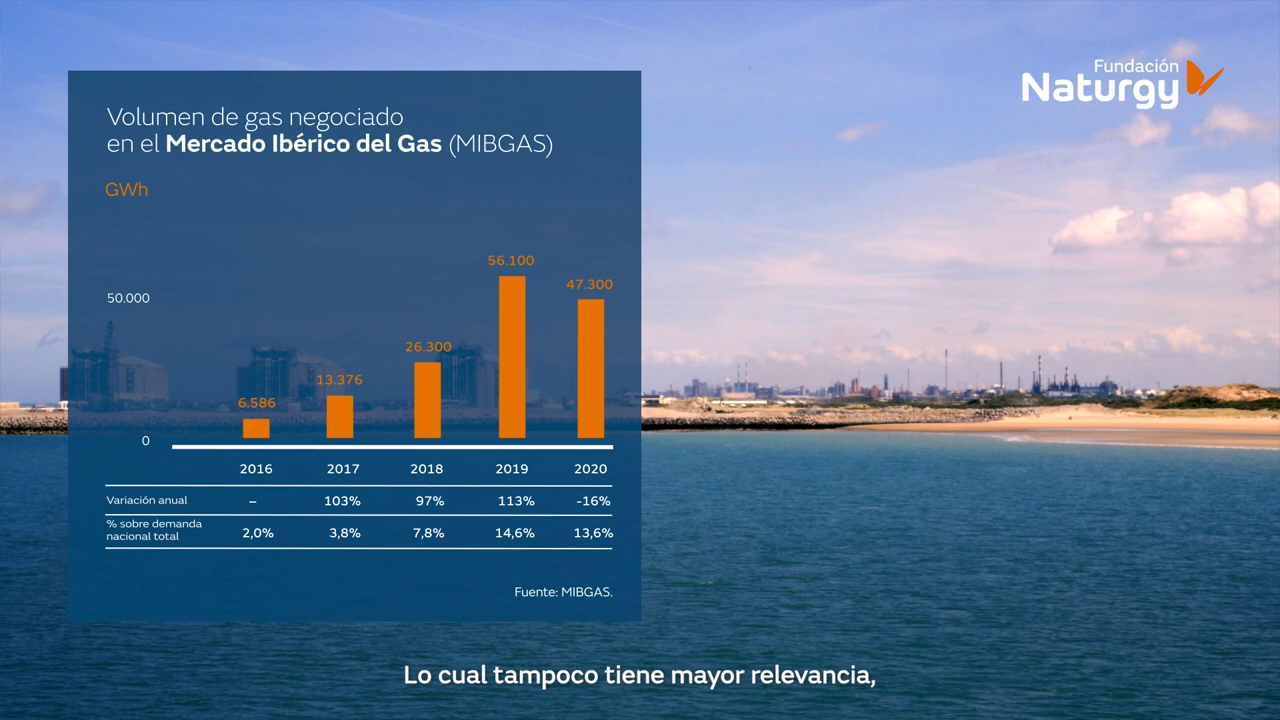 Fundación
Naturgy
Volumen de gas negociado
en el Mercado Ibérico del Gas (MIBGAS)
GWh
50.000
0
6.586
13.376
26.300
56.100
47.300
2016 2017 2018 2019 2020
Variación anual – 103% 97% 113% -16%
% sobre demanda
nacional total 2,0% 3,8% 7,8% 14,6% 13,6%
Fuente: MIBGAS.
Lo cual tampoco tiene mayor relevancia,